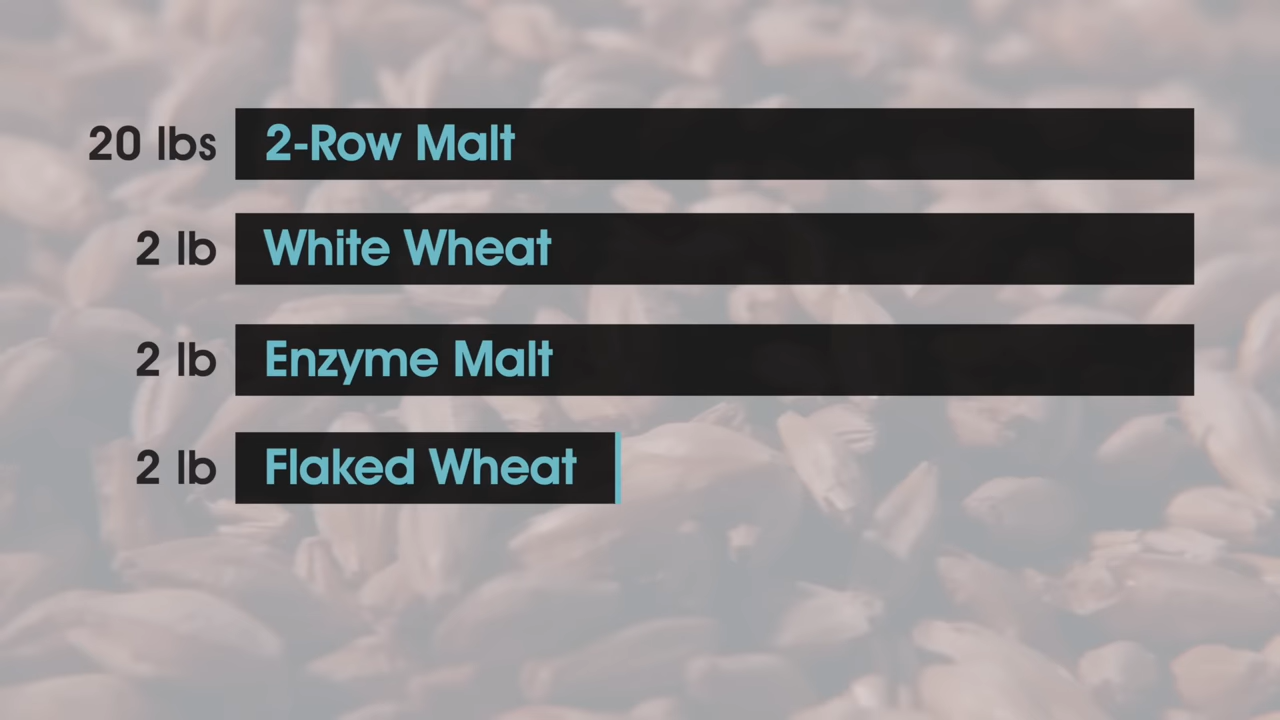 20 lbs 2-Row Malt
2 lb White Wheat
2 lb Enzyme Malt
2 lb Flaked Wheat